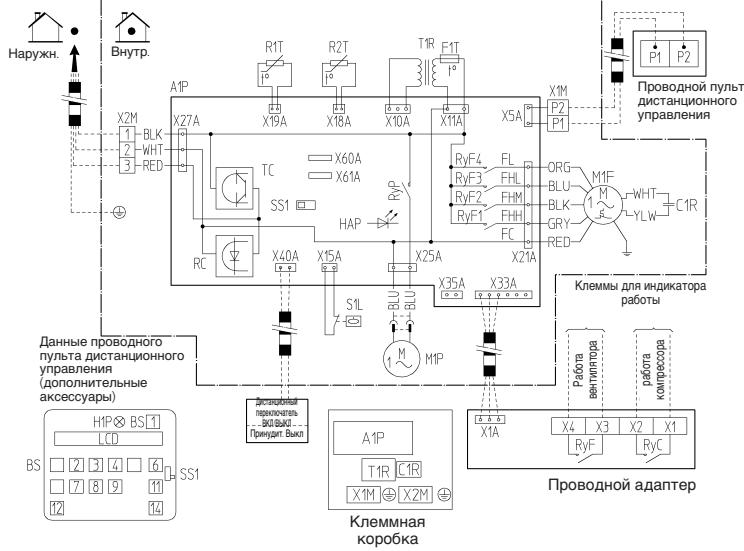 Наружн.
Внутр.
R1T
R2T
T1R
F1T
t°
t°
t°
A1P
X2M
X27A
X19A
X18A
X10A
X11A
X5A
X1M
P2
P1
P1
P2
Проводной пульт
дистанционного
управления
1
2
3
BLK
WHT
RED
TC
RC
X60A
X61A
SS1
HAP
RyP
RyF4
RyF3
RyF2
RyF1
FL
FHL
FHM
FHH
FC
ORG
BLU
BLK
GRY
RED
M1F
1
WHT
YLW
C1R
X21A
X40A
X15A
X25A
X35A
X33A
S1L
BLU
BLU
M
1
M1P
Клеммы для индикатора
работы
Работа
вентилятора
работа
компрессора
X1A
X4
X3
X2
X1
RyF
RyC
Проводной адаптер
Данные проводного
пульта дистанционного
управления
(дополнительные
аксессуары)
H1P
BS
1
LCD
BS
2
3
4
6
SS1
7
8
9
11
12
14
Дистанционный
переключатель
ВКЛ/ВЫКЛ
Принудит. Выкл
A1P
T1R
C1R
X1M
X2M
Клеммная
коробка